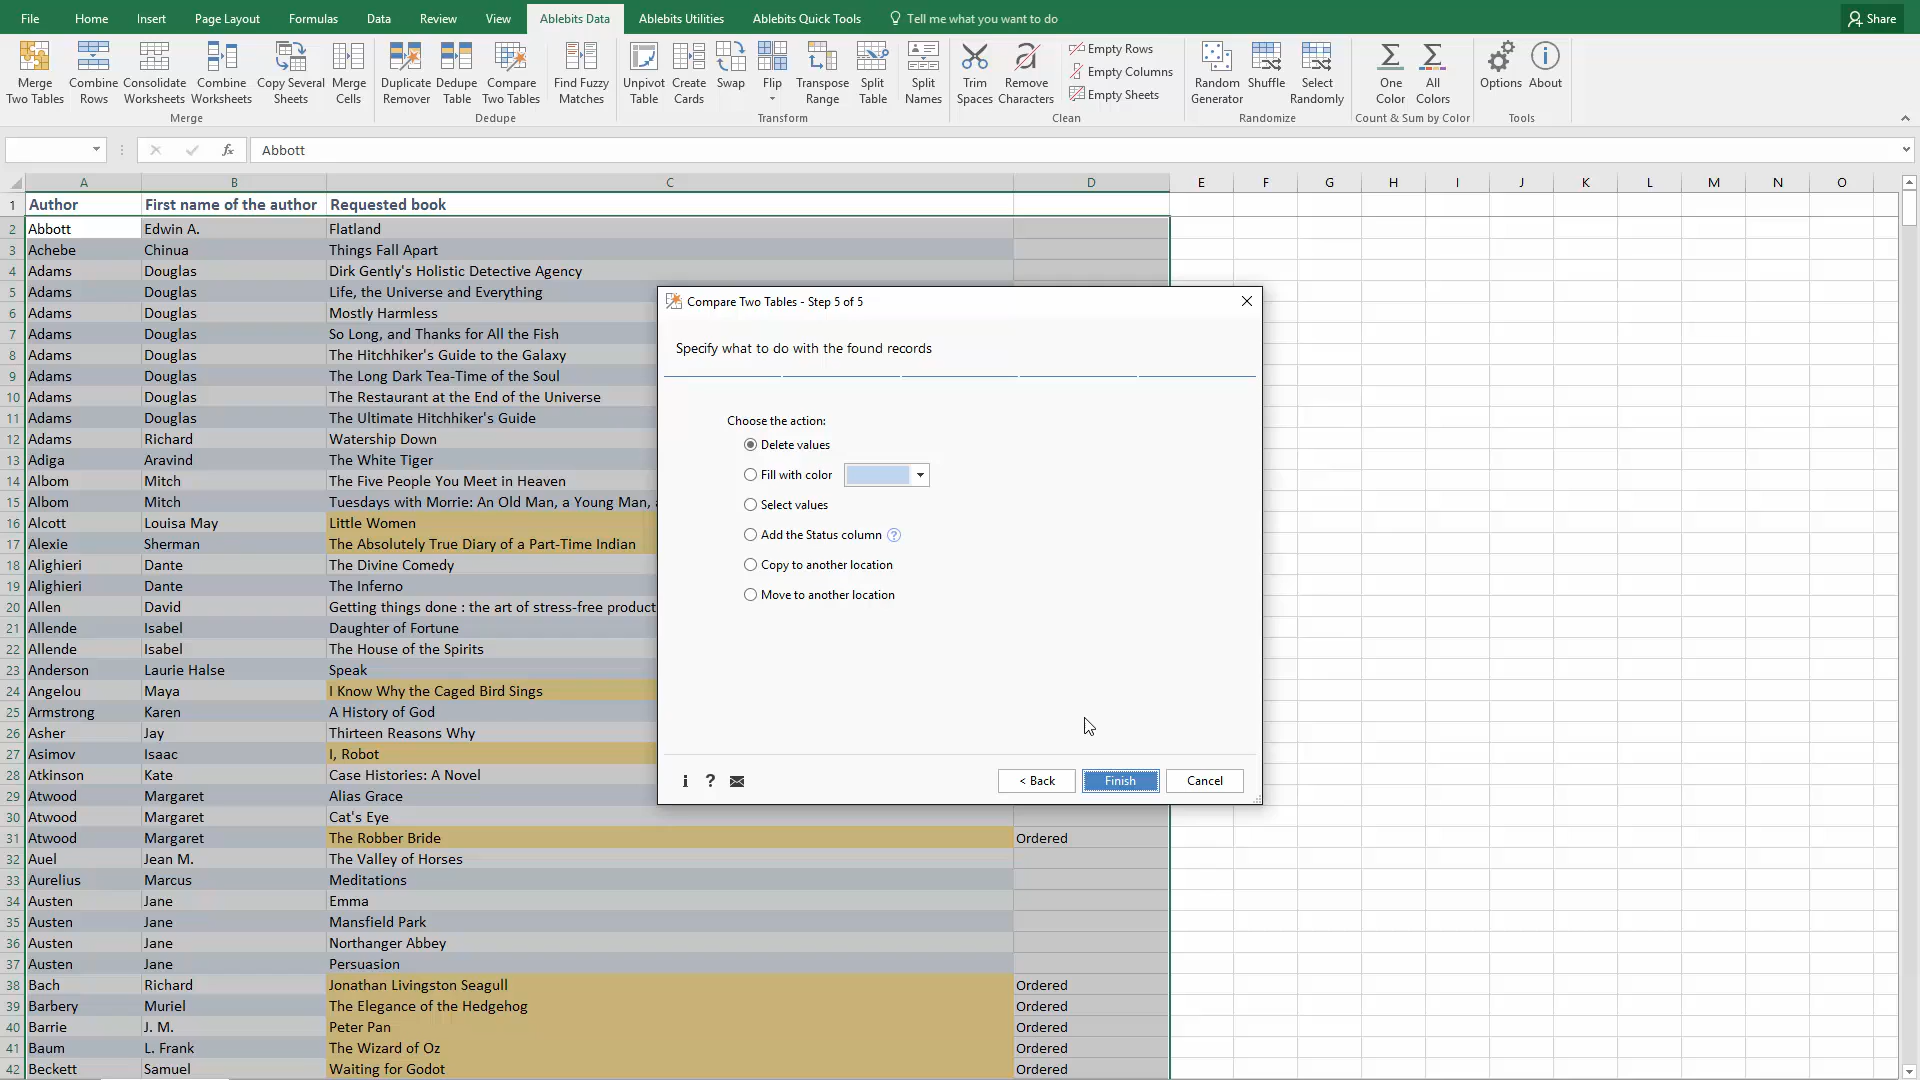 File Home Insert Page Layout Formulas Data Review View Ablebits Data Ablebits Utilities Ablebits Quick Tools Tell me what you want to do Share
Merge Two Tables
Combine Rows
Consolidate Worksheets
Combine Worksheets
Copy Several Sheets
Merge Cells
Merge
Duplicate Remover
Dedupe Table
Compare Two Tables
Find Fuzzy Matches
Dedupe
Unpivot Table
Create Cards
Swap
Flip
Transpose Range
Split Table
Split Names
Transform
Trim Spaces
Remove Characters
Empty Rows
Empty Columns
Empty Sheets
Clean
Random Generator
Shuffle
Select Randomly
Randomize
One Color
All Colors
Count & Sum by Color
Options
About
Tools
fx Abbott
A B C D E F G H I J K L M N O
1 Author First name of the author Requested book
2 Abbott Edwin A. Flatland
3 Achebe Chinua Things Fall Apart
4 Adams Douglas Dirk Gently's Holistic Detective Agency
5 Adams Douglas Life, the Universe and Everything
6 Adams Douglas Mostly Harmless
7 Adams Douglas So Long, and Thanks for All the Fish
8 Adams Douglas The Hitchhiker's Guide to the Galaxy
9 Adams Douglas The Long Dark Tea-Time of the Soul
10 Adams Douglas The Restaurant at the End of the Universe
11 Adams Douglas The Ultimate Hitchhiker's Guide
12 Adams Richard Watership Down
13 Adiga Aravind The White Tiger
14 Albom Mitch The Five People You Meet in Heaven
15 Albom Mitch Tuesdays with Morrie: An Old Man, a Young Man,
16 Alcott Louisa May Little Women
17 Alexie Sherman The Absolutely True Diary of a Part-Time Indian
18 Alighieri Dante The Divine Comedy
19 Alighieri Dante The Inferno
20 Allen David Getting things done : the art of stress-free product
21 Allende Isabel Daughter of Fortune
22 Allende Isabel The House of the Spirits
23 Anderson Laurie Halse Speak
24 Angelou Maya I Know Why the Caged Bird Sings
25 Armstrong Karen A History of God
26 Asher Jay Thirteen Reasons Why
27 Asimov Isaac I, Robot
28 Atkinson Kate Case Histories: A Novel
29 Atwood Margaret Alias Grace
30 Atwood Margaret Cat's Eye
31 Atwood Margaret The Robber Bride Ordered
32 Auel Jean M. The Valley of Horses
33 Aurelius Marcus Meditations
34 Austen Jane Emma
35 Austen Jane Mansfield Park
36 Austen Jane Northanger Abbey
37 Austen Jane Persuasion
38 Bach Richard Jonathan Livingston Seagull Ordered
39 Barbery Muriel The Elegance of the Hedgehog Ordered
40 Barrie J. M. Peter Pan Ordered
41 Baum L. Frank The Wizard of Oz Ordered
42 Beckett Samuel Waiting for Godot Ordered
Compare Two Tables - Step 5 of 5
Specify what to do with the found records
Choose the action:
Delete values
Fill with color
Select values
Add the Status column ?
Copy to another location
Move to another location
i ? < Back Finish Cancel